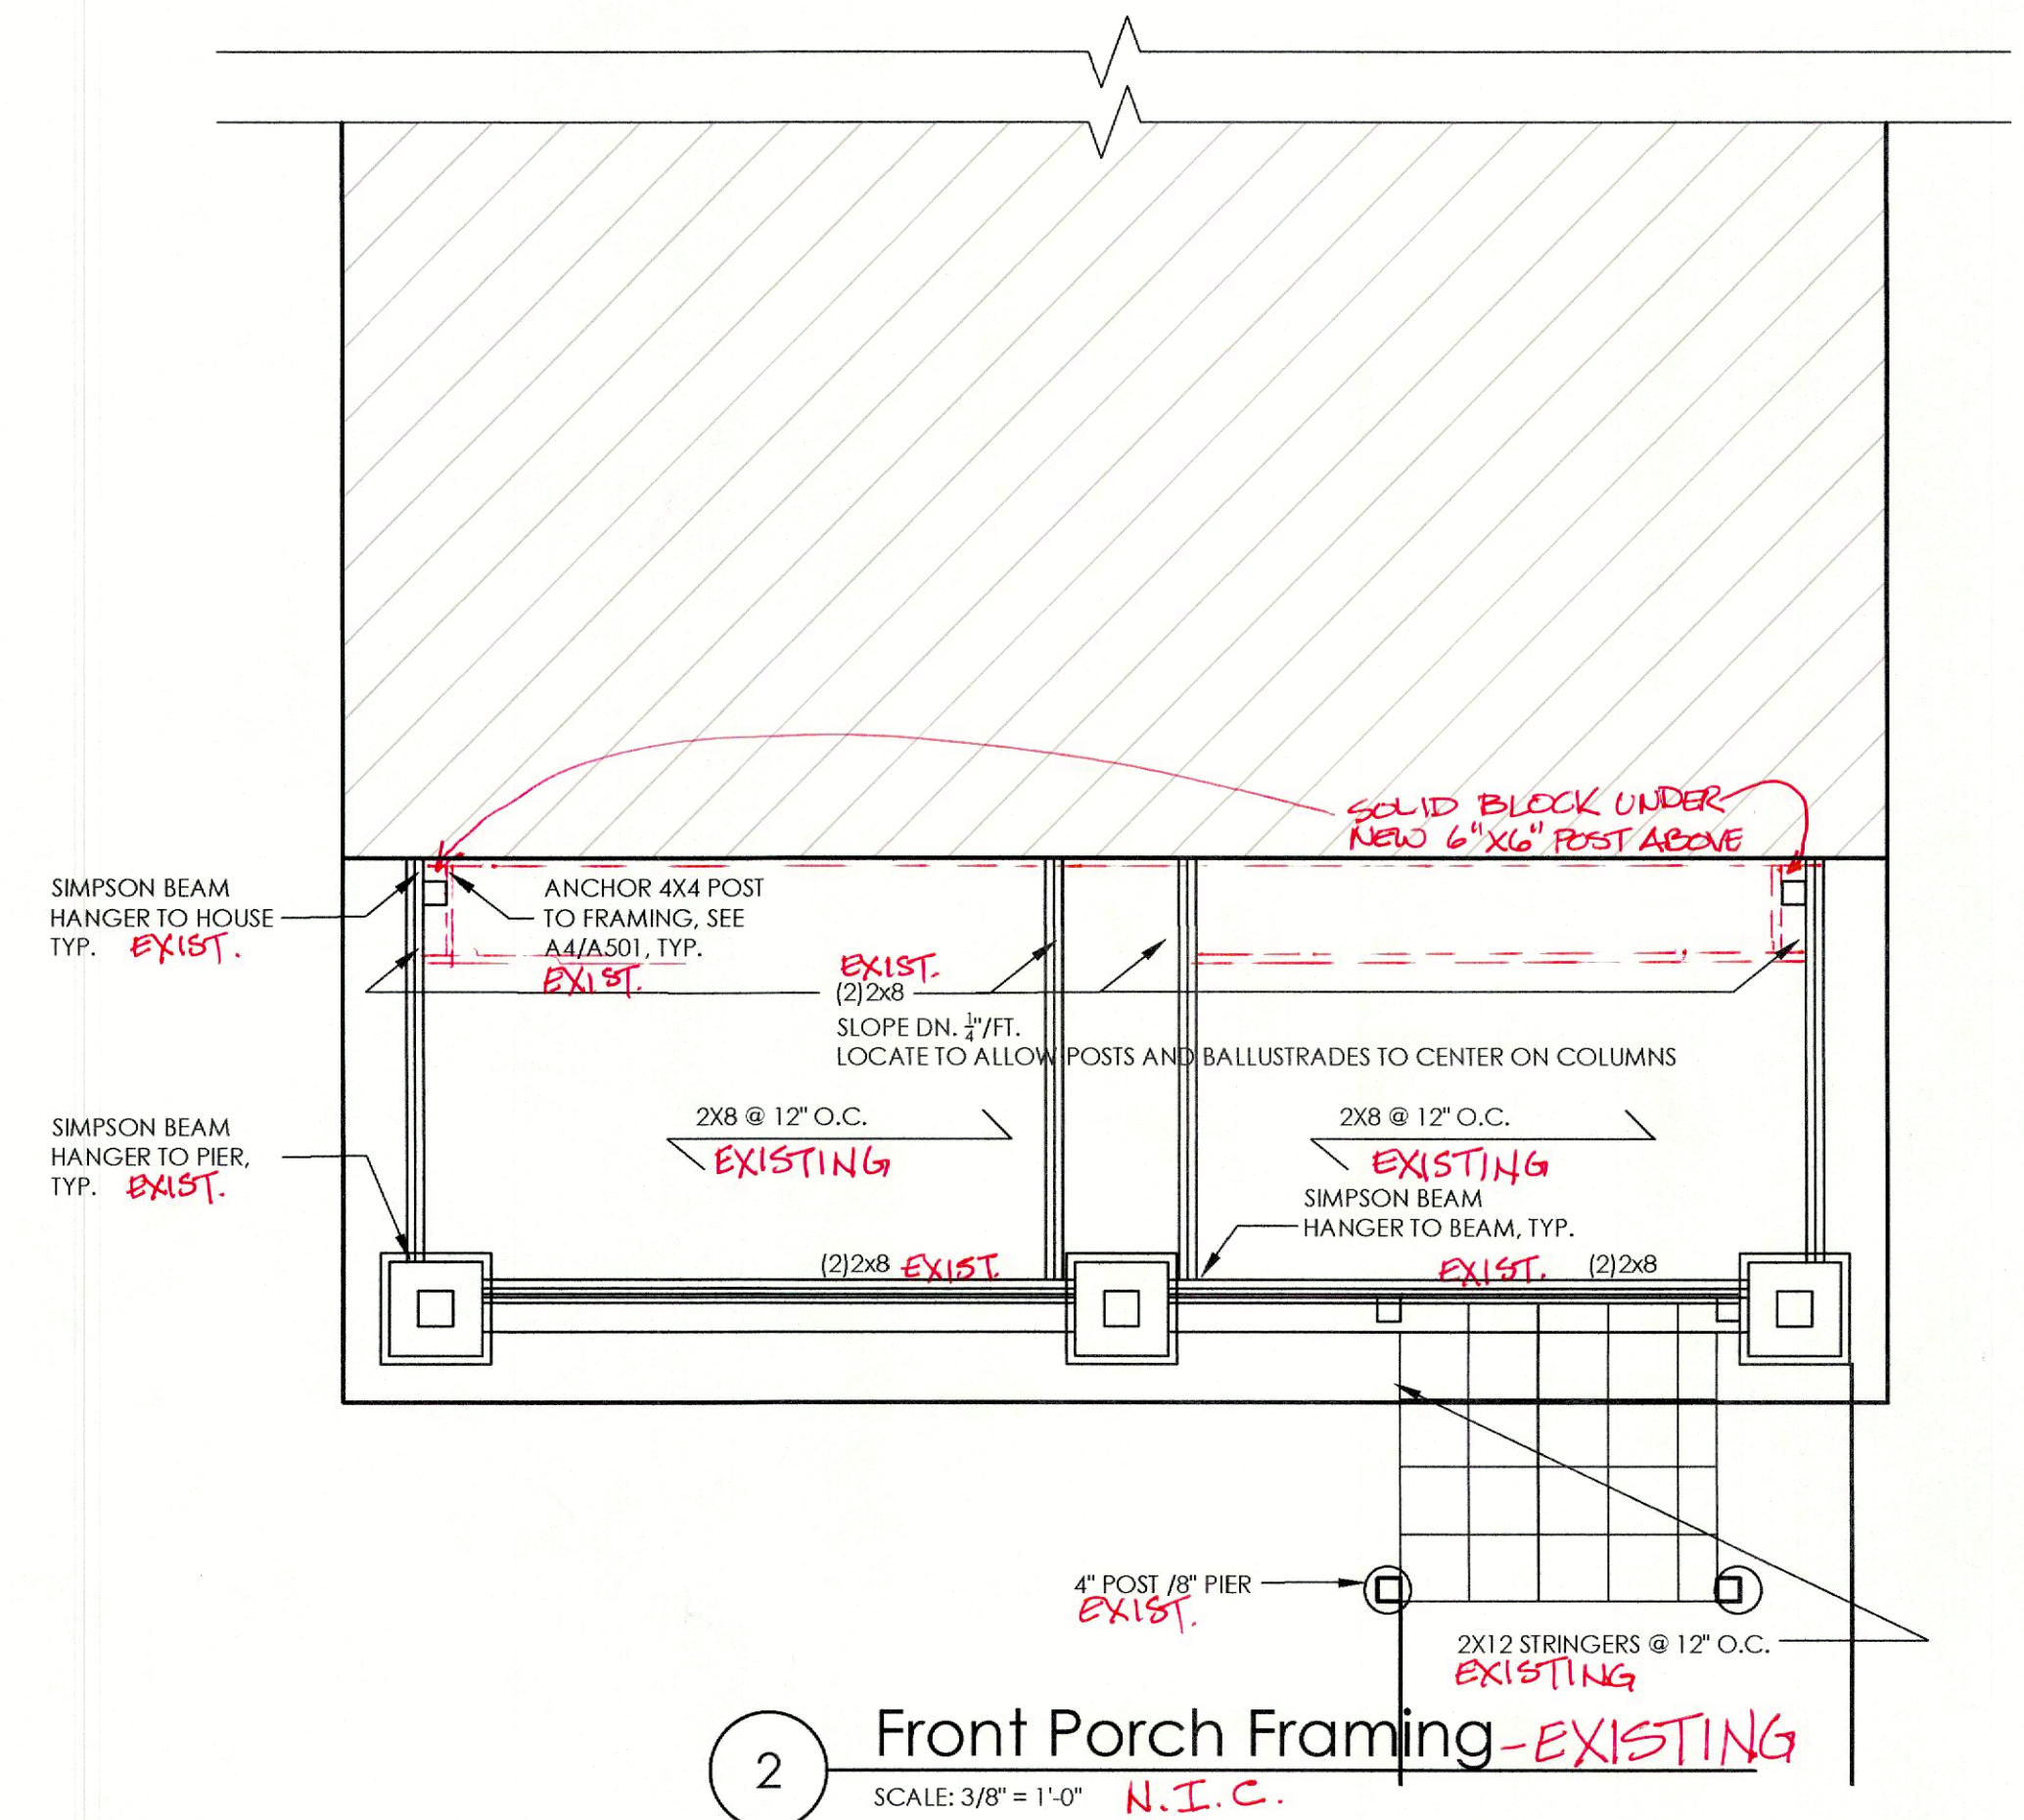 SOLID BLOCK UNDER
NEW 6"X6" POST ABOVE
SIMPSON BEAM
HANGER TO HOUSE
TYP. EXIST.
ANCHOR 4X4 POST
TO FRAMING, SEE
A4/A501, TYP.
EXIST.
EXIST.
(2)2x8
SLOPE DN. 1/4"/FT.
LOCATE TO ALLOW POSTS AND BALLUSTRADES TO CENTER ON COLUMNS
SIMPSON BEAM
HANGER TO PIER,
TYP. EXIST.
2X8 @ 12" O.C.
EXISTING
2X8 @ 12" O.C.
EXISTING
SIMPSON BEAM
HANGER TO BEAM, TYP.
(2)2x8 EXIST.
EXIST. (2)2x8
4" POST /8" PIER
EXIST.
2X12 STRINGERS @ 12" O.C.
EXISTING
2
Front Porch Framing-EXISTING
SCALE: 3/8" = 1'-0" N.I.C.